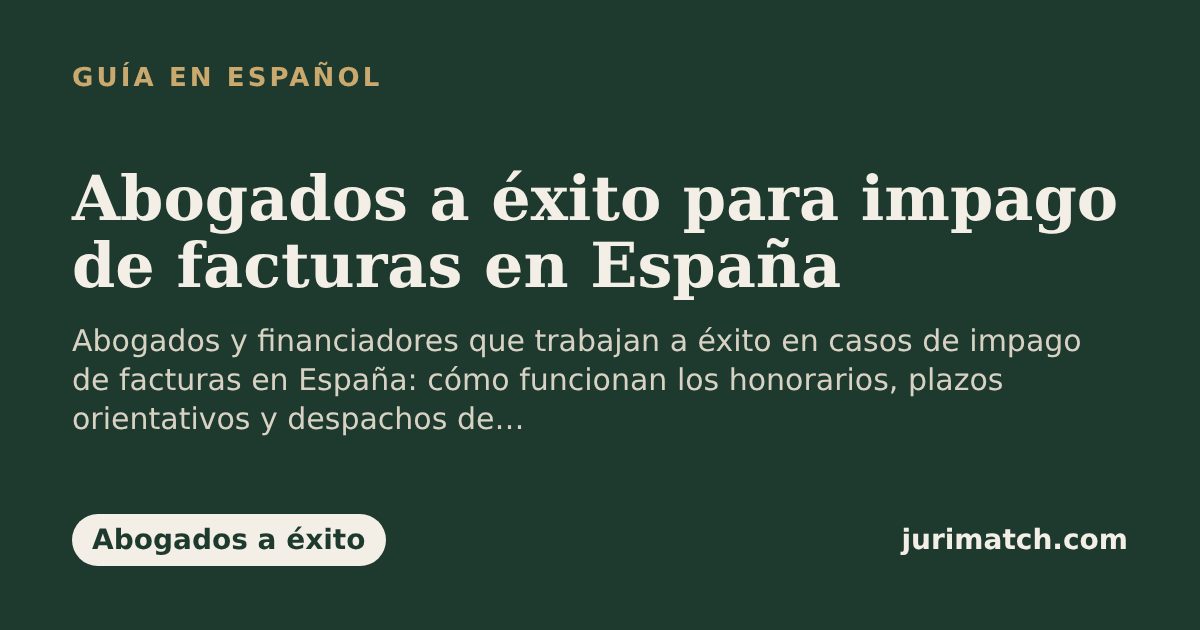 GUÍA EN ESPAÑOL
Abogados a éxito para impago
de facturas en España
Abogados y financiadores que trabajan a éxito en casos de impago
de facturas en España: cómo funcionan los honorarios, plazos
orientativos y despachos de…
Abogados a éxito
jurimatch.com